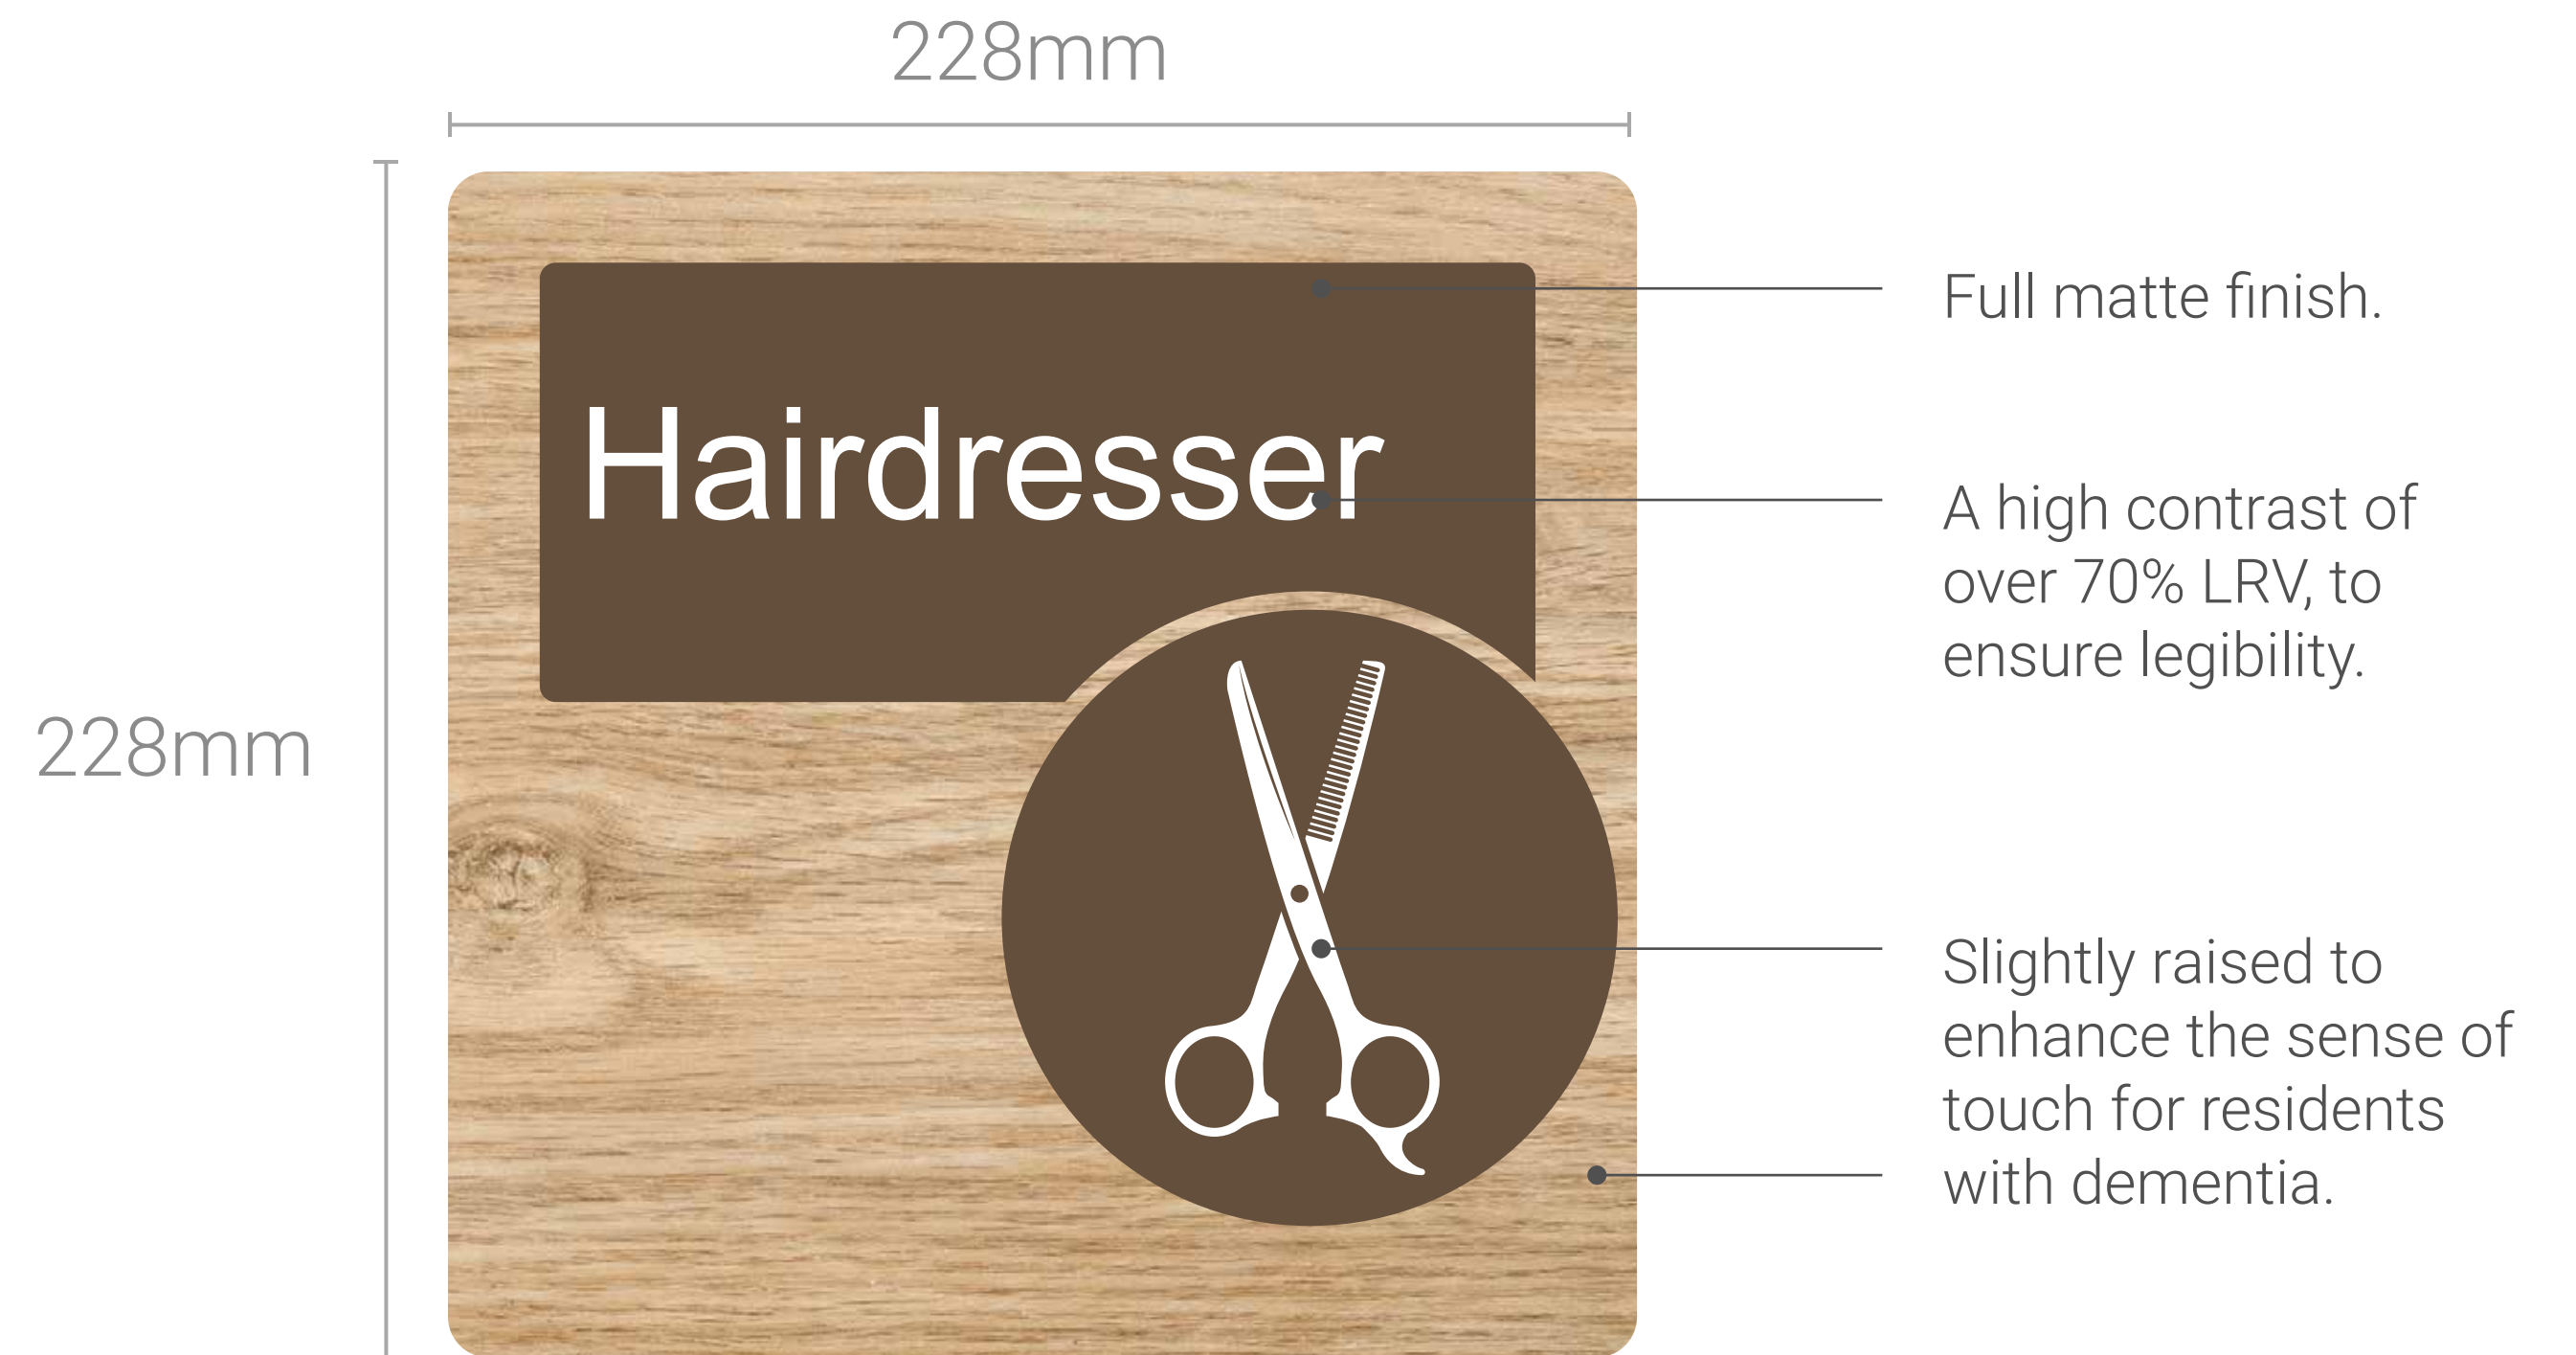 228mm
228mm
Hairdresser
Full matte finish.
A high contrast of
over 70% LRV, to
ensure legibility.
Slightly raised to
enhance the sense of
touch for residents
with dementia.